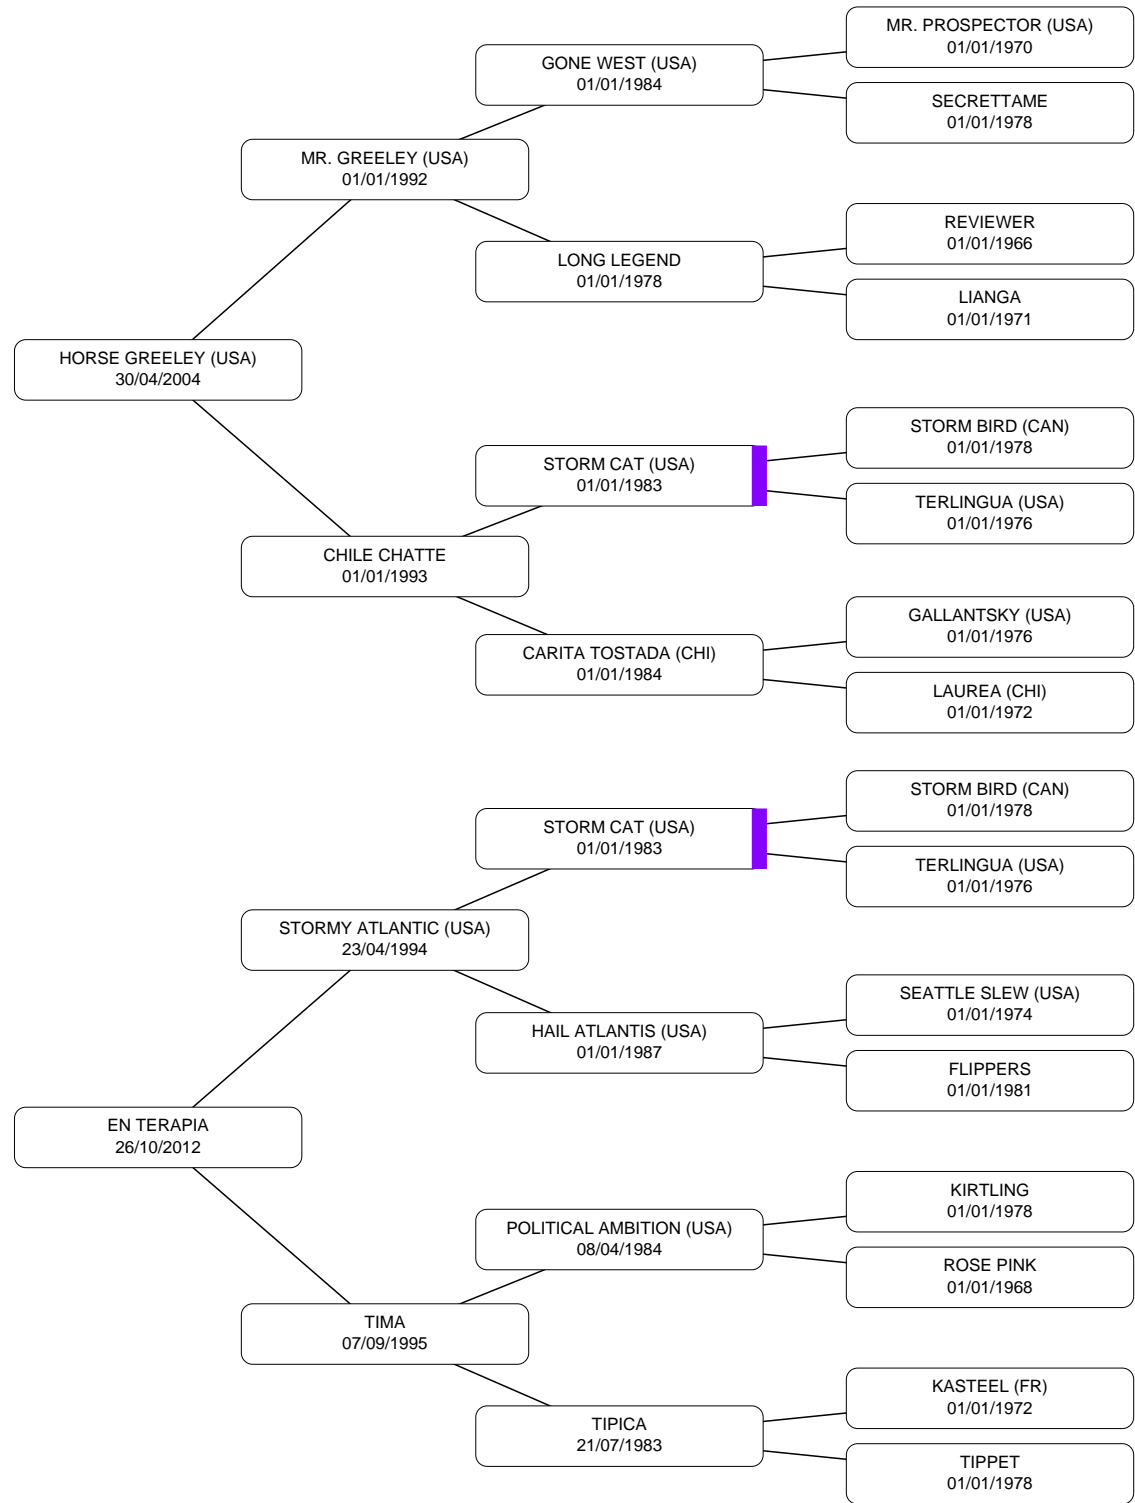 MR. PROSPECTOR (USA)
01/01/1970
GONE WEST (USA)
01/01/1984
SECRETTAME
01/01/1978
MR. GREELEY (USA)
01/01/1992
REVIEWER
01/01/1966
LONG LEGEND
01/01/1978
LIANGA
01/01/1971
HORSE GREELEY (USA)
30/04/2004
STORM BIRD (CAN)
01/01/1978
STORM CAT (USA)
01/01/1983
TERLINGUA (USA)
01/01/1976
CHILE CHATTE
01/01/1993
GALLANTSKY (USA)
01/01/1976
CARITA TOSTADA (CHI)
01/01/1984
LAUREA (CHI)
01/01/1972
STORM BIRD (CAN)
01/01/1978
STORM CAT (USA)
01/01/1983
TERLINGUA (USA)
01/01/1976
STORMY ATLANTIC (USA)
23/04/1994
SEATTLE SLEW (USA)
01/01/1974
HAIL ATLANTIS (USA)
01/01/1987
FLIPPERS
01/01/1981
EN TERAPIA
26/10/2012
KIRTLING
01/01/1978
POLITICAL AMBITION (USA)
08/04/1984
ROSE PINK
01/01/1968
TIMA
07/09/1995
KASTEEL (FR)
01/01/1972
TIPICA
21/07/1983
TIPPET
01/01/1978